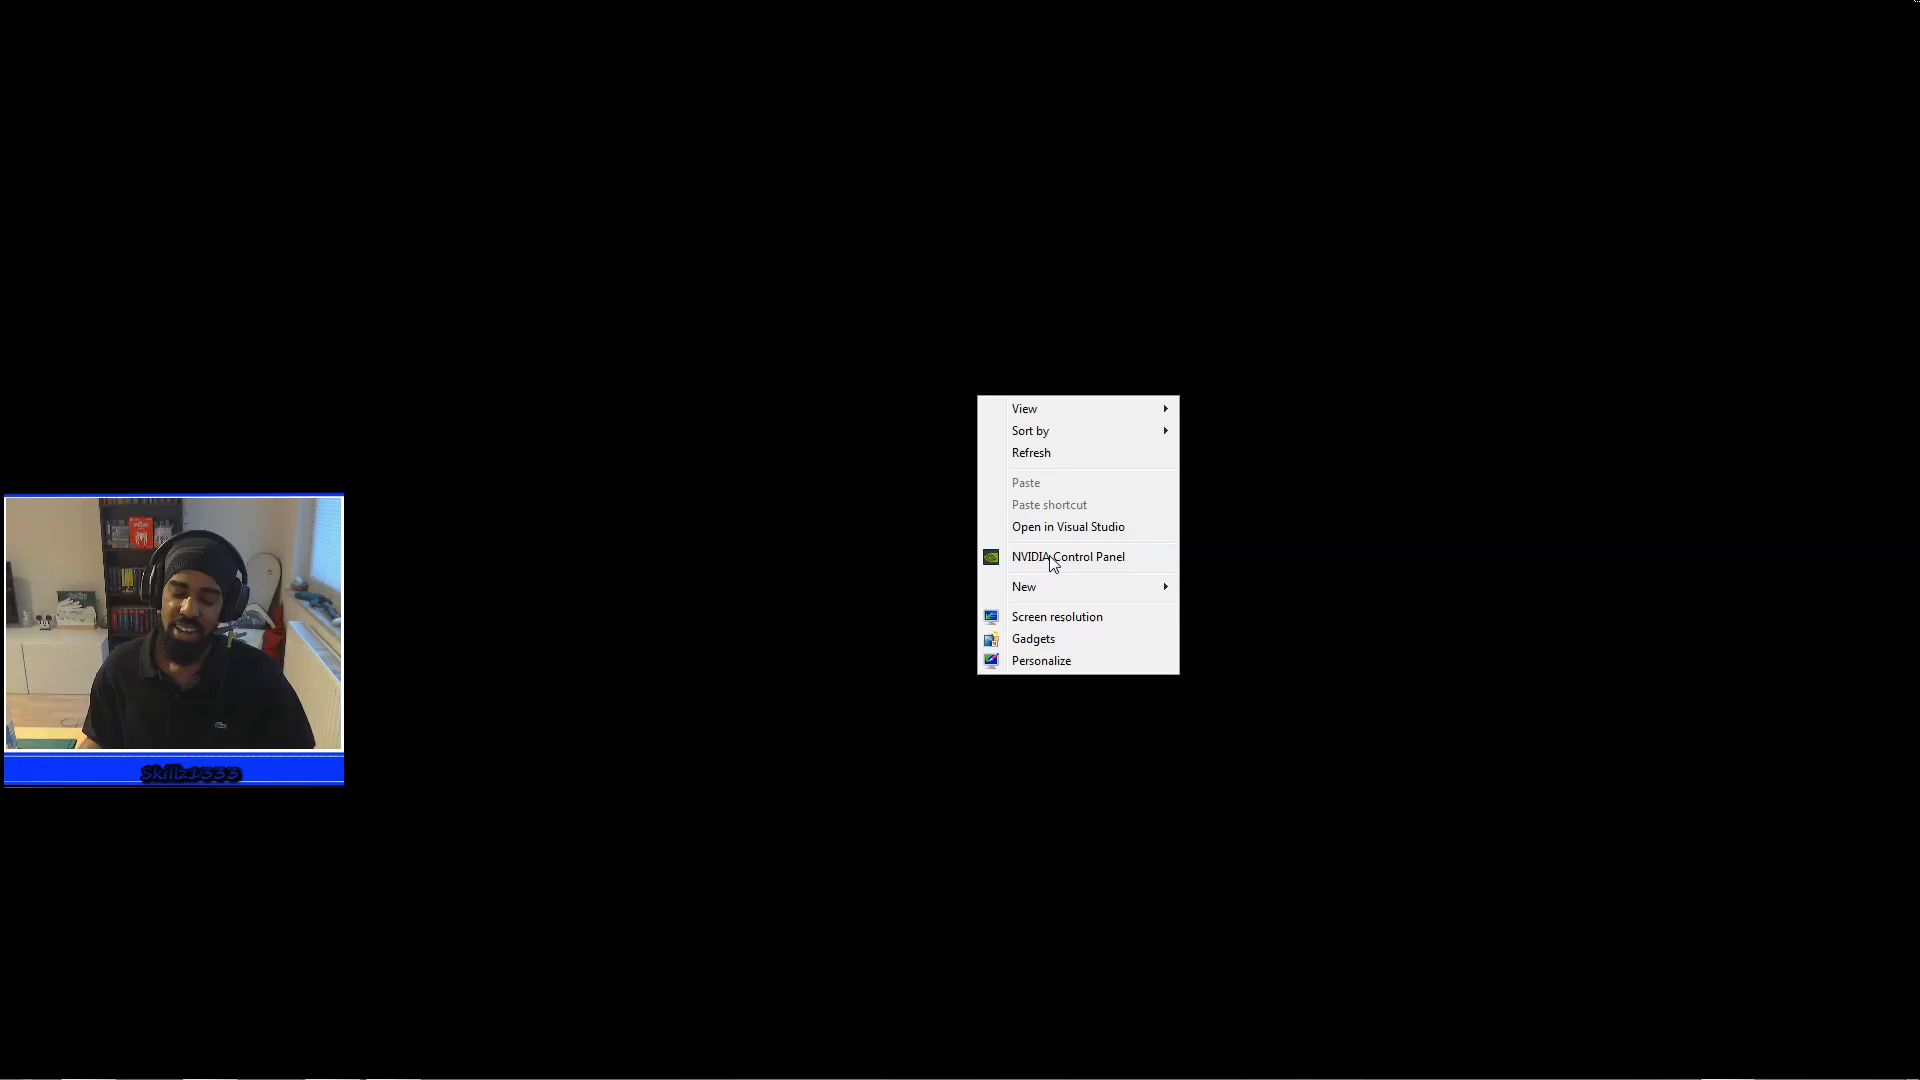 View
Sort by
Refresh
Paste
Paste shortcut
Open in Visual Studio
NVIDIA Control Panel
New
Screen resolution
Gadgets
Personalize
Skillz1333